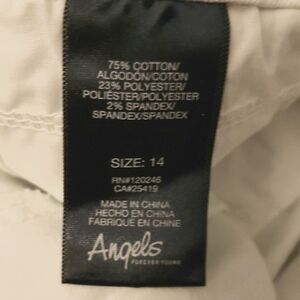 75% COTTON/
ALGODÓN/COTON
23% POLYESTER/
POLIÉSTER/POLYESTER
2% SPANDEX/
SPANDEX/SPANDEX
SIZE: 14
RN#120246
CA#25419
MADE IN CHINA
HECHO EN CHINA
FABRIQUE EN CHINE
Angels
FOREVER YOUNG